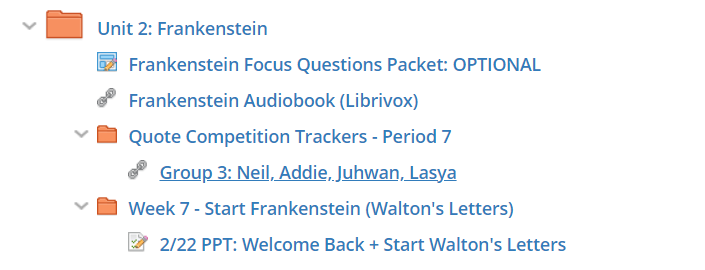 Unit 2: Frankenstein
Frankenstein Focus Questions Packet: OPTIONAL
Frankenstein Audiobook (Librivox)
Quote Competition Trackers - Period 7
Group 3: Neil, Addie, Juhwan, Lasya
Week 7 - Start Frankenstein (Walton's Letters)
2/22 PPT: Welcome Back + Start Walton's Letters